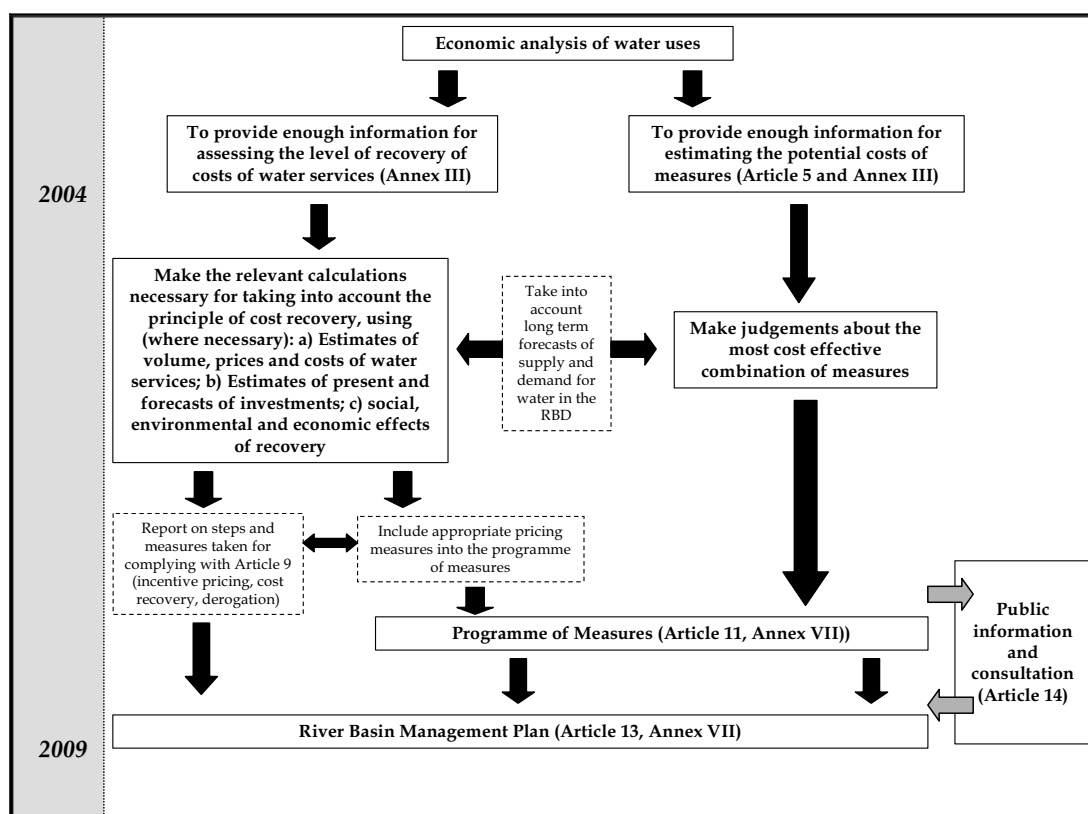 Economic analysis of water uses
To provide enough information for
assessing the level of recovery of
costs of water services (Annex III)
To provide enough information for
estimating the potential costs of
measures (Article 5 and Annex III)
2004
Make the relevant calculations
necessary for taking into account the
principle of cost recovery, using
(where necessary): a) Estimates of
volume, prices and costs of water
services; b) Estimates of present and
forecasts of investments; c) social,
environmental and economic effects
of recovery
Take into
account
long term
forecasts of
supply and
demand for
water in the
RBD
Make judgements about the
most cost effective
combination of measures
Report on steps and
measures taken for
complying with Article 9
(incentive pricing, cost
recovery, derogation)
Include appropriate pricing
measures into the programme
of measures
Programme of Measures (Article 11, Annex VII))
Public
information
and
consultation
(Article 14)
River Basin Management Plan (Article 13, Annex VII)
2009